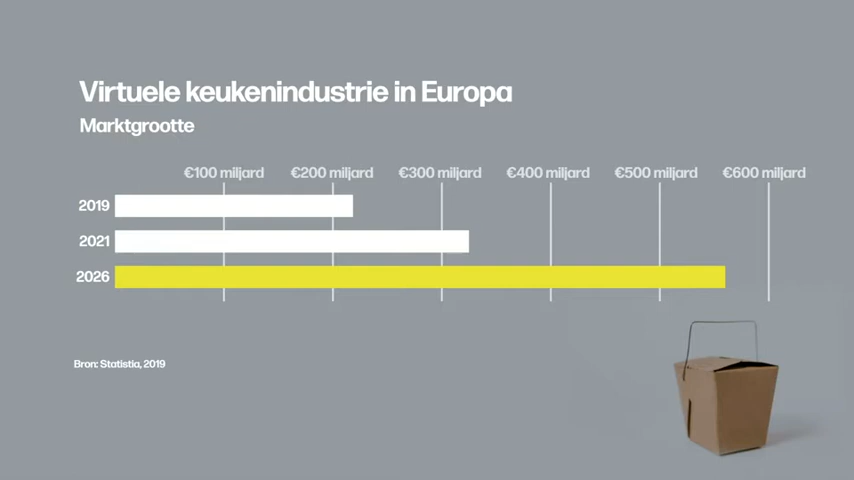 Virtuele keukenindustrie in Europa
Marktgrootte
€100 miljard €200 miljard €300 miljard €400 miljard €500 miljard €600 miljard
2019
2021
2026
Bron: Statistia, 2019